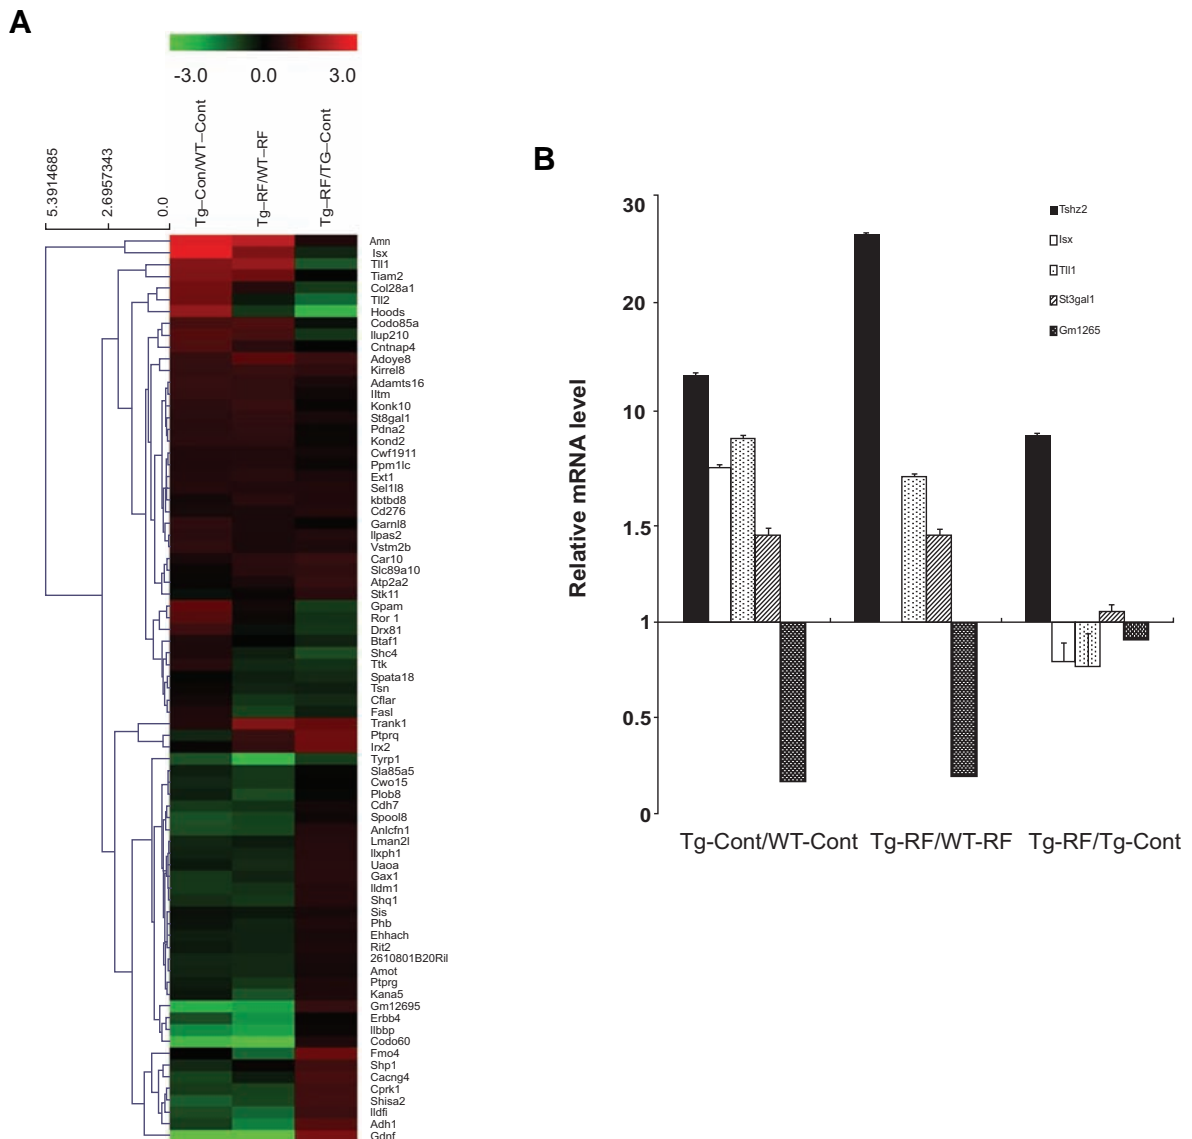 A
-3.0 0.0 3.0
5.3914685
2.6957343
0.0
Tg–Con/WT–Cont
Tg–RF/WT–RF
Tg–RF/TG–Cont
Amn
Isx
Tll1
Tiam2
Col28a1
Tll2
Hoods
Codo85a
Ilup210
Cntnap4
Adoye8
Kirrel8
Adamts16
Iltm
Konk10
St8gal1
Pdna2
Kond2
Cwf1911
Ppm1lc
Ext1
Sel1l8
kbtbd8
Cd276
Garnl8
Ilpas2
Vstm2b
Car10
Slc89a10
Atp2a2
Stk11
Gpam
Ror 1
Drx81
Btaf1
Shc4
Ttk
Spata18
Tsn
Cflar
Fasl
Trank1
Ptprq
Irx2
Tyrp1
Sla85a5
Cwo15
Plob8
Cdh7
Spool8
Anlcfn1
Lman2l
Ilxph1
Uaoa
Gax1
Ildm1
Shq1
Sis
Phb
Ehhach
Rit2
2610801B20Ril
Amot
Ptprg
Kana5
Gm12695
Erbb4
Ilbbp
Codo60
Fmo4
Shp1
Cacng4
Cprk1
Shisa2
Ildfi
Adh1
Gdnf
B
Relative mRNA level
30
20
10
1.5
1
0.5
0
Tshz2
Isx
Tll1
St3gal1
Gm1265
Tg-Cont/WT-Cont Tg-RF/WT-RF Tg-RF/Tg-Cont